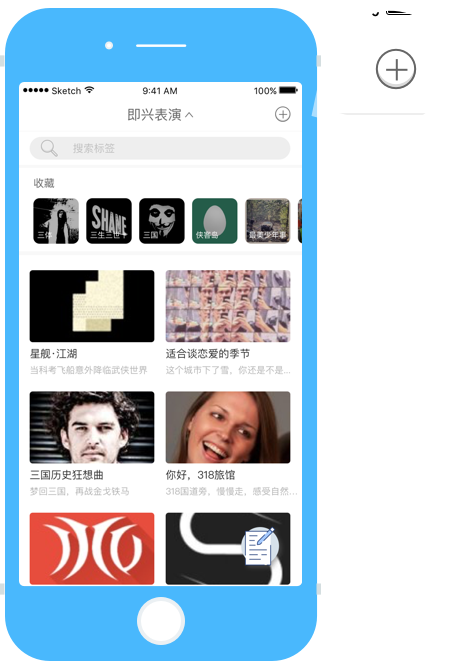 Sketch 9:41 AM 100%
即兴表演
搜索标签
收藏
三体 三生三世十 三国 侠客岛 最美少年事
星舰·江湖
适合谈恋爱的季节
当科考飞船意外降临武侠世界
这个城市下了雪，你还是不是...
三国历史狂想曲
你好，318旅馆
梦回三国，再战金戈铁马
318国道旁，慢慢走，感受自然...